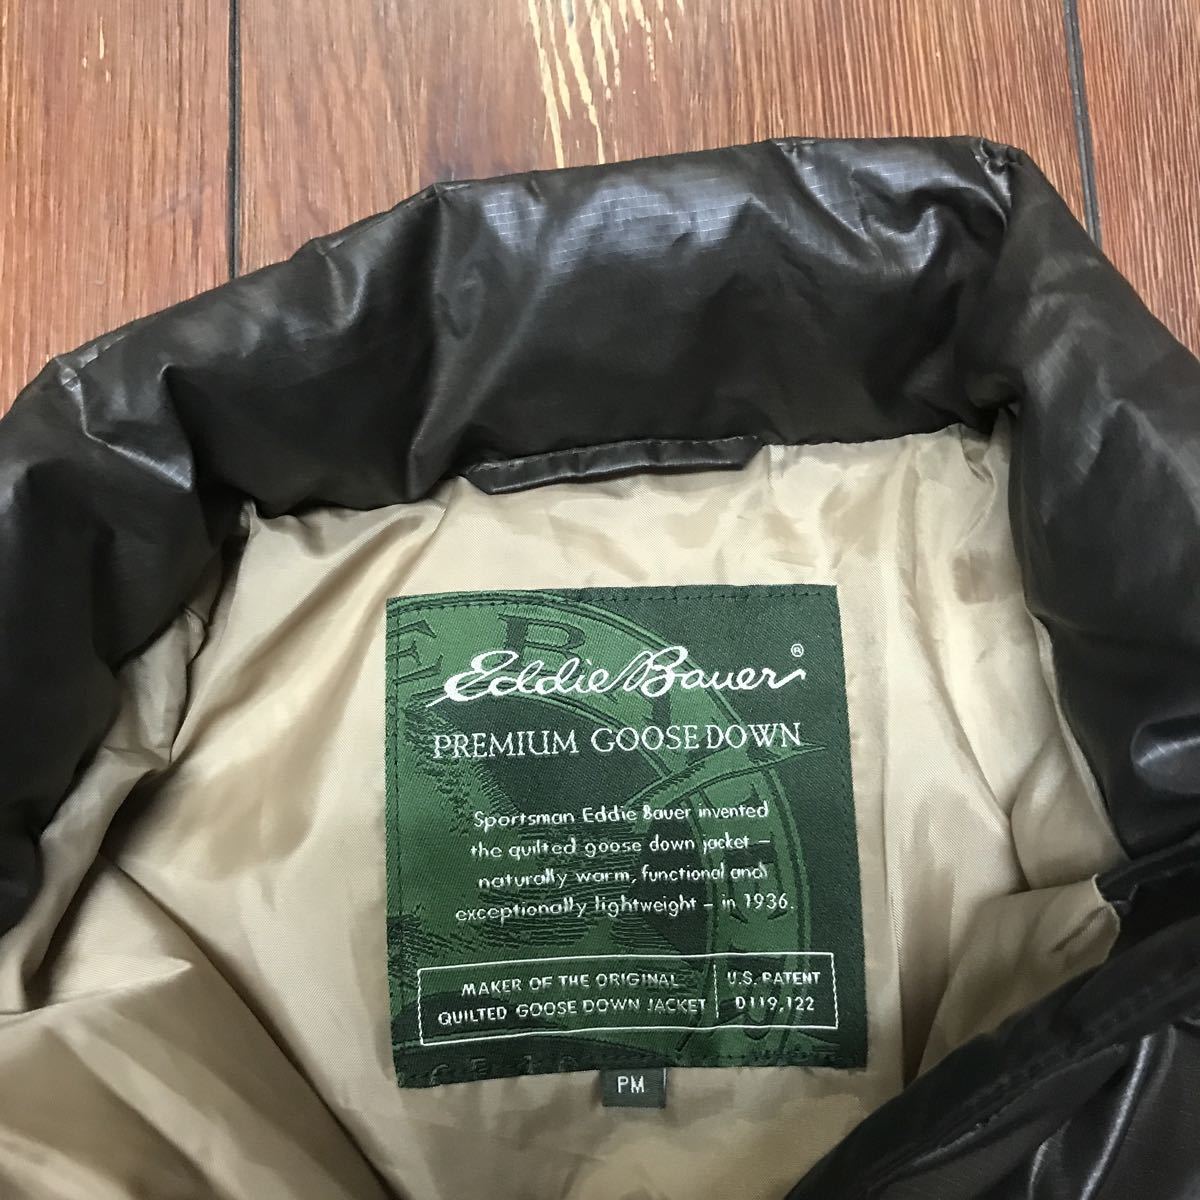 Eddie Bauer®
PREMIUM GOOSE DOWN
Sportsman Eddie Bauer invented
the quilted goose down jacket –
naturally warm, functional and
exceptionally lightweight – in 1936.
MAKER OF THE ORIGINAL
QUILTED GOOSE DOWN JACKET
U.S. PATENT
D119,122
PM